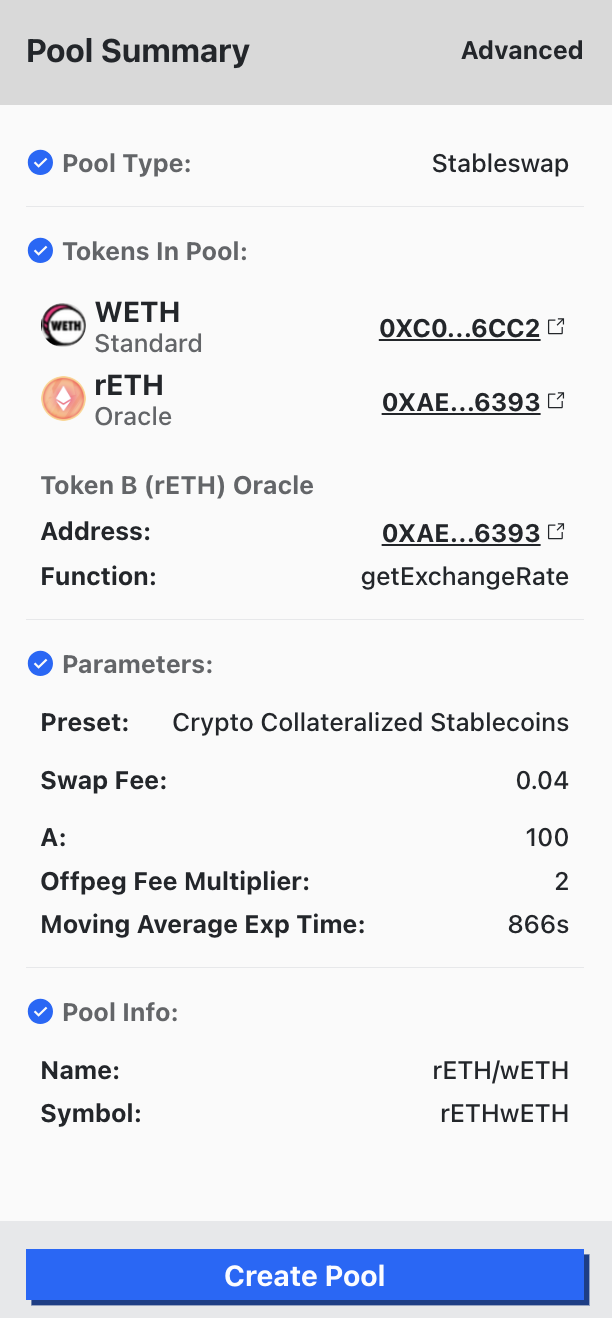 Pool Summary Advanced
Pool Type: Stableswap
Tokens In Pool:
WETH
WETH
Standard
0XC0...6CC2
rETH
Oracle
0XAE...6393
Token B (rETH) Oracle
Address: 0XAE...6393
Function: getExchangeRate
Parameters:
Preset: Crypto Collateralized Stablecoins
Swap Fee: 0.04
A: 100
Offpeg Fee Multiplier: 2
Moving Average Exp Time: 866s
Pool Info:
Name: rETH/wETH
Symbol: rETHwETH
Create Pool